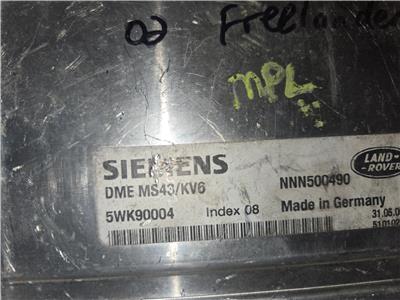 02 Freelander
MPL
SIEMENS
DME MS43/KV6
NNN500490
LAND-
ROVER
5WK90004 Index 08 Made in Germany